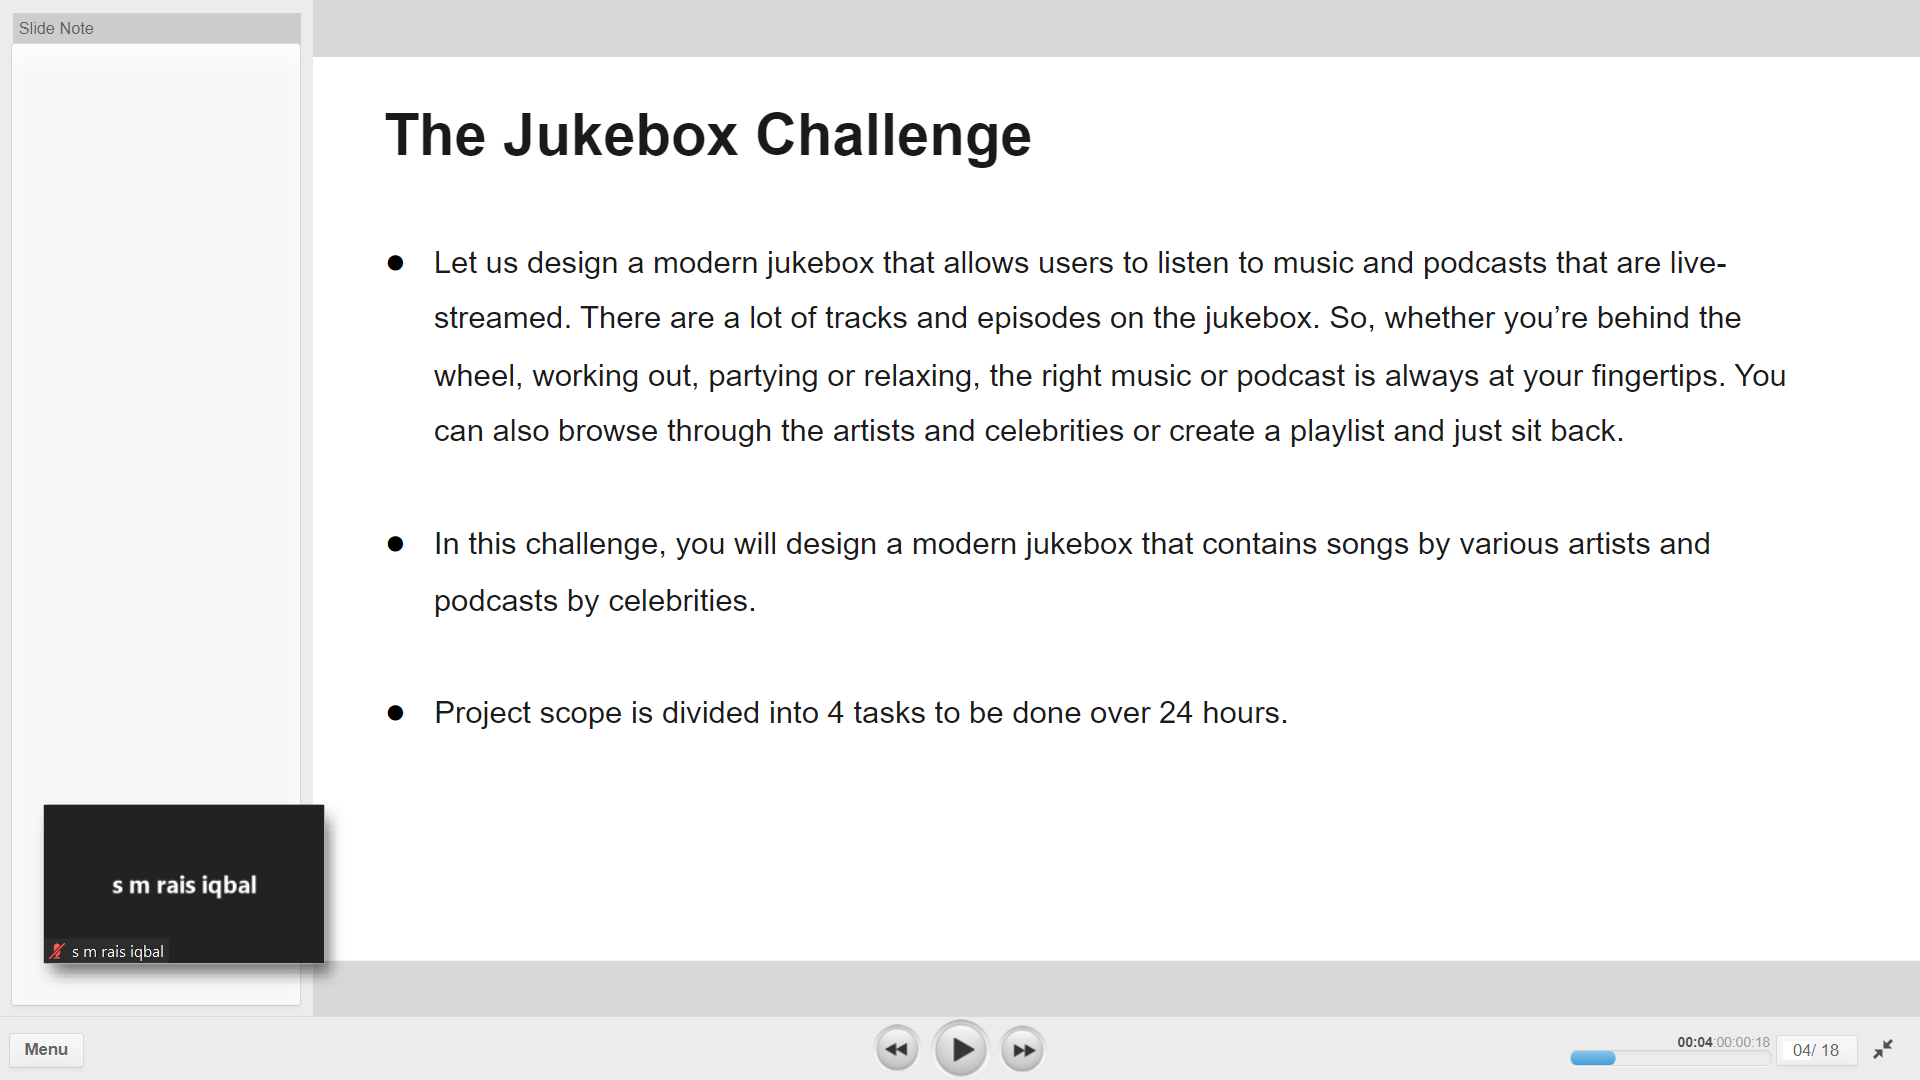 Slide Note
The Jukebox Challenge
● Let us design a modern jukebox that allows users to listen to music and podcasts that are live-
streamed. There are a lot of tracks and episodes on the jukebox. So, whether you’re behind the
wheel, working out, partying or relaxing, the right music or podcast is always at your fingertips. You
can also browse through the artists and celebrities or create a playlist and just sit back.
● In this challenge, you will design a modern jukebox that contains songs by various artists and
podcasts by celebrities.
● Project scope is divided into 4 tasks to be done over 24 hours.
s m rais iqbal
s m rais iqbal
Menu
00:04:00:00:18
04/ 18